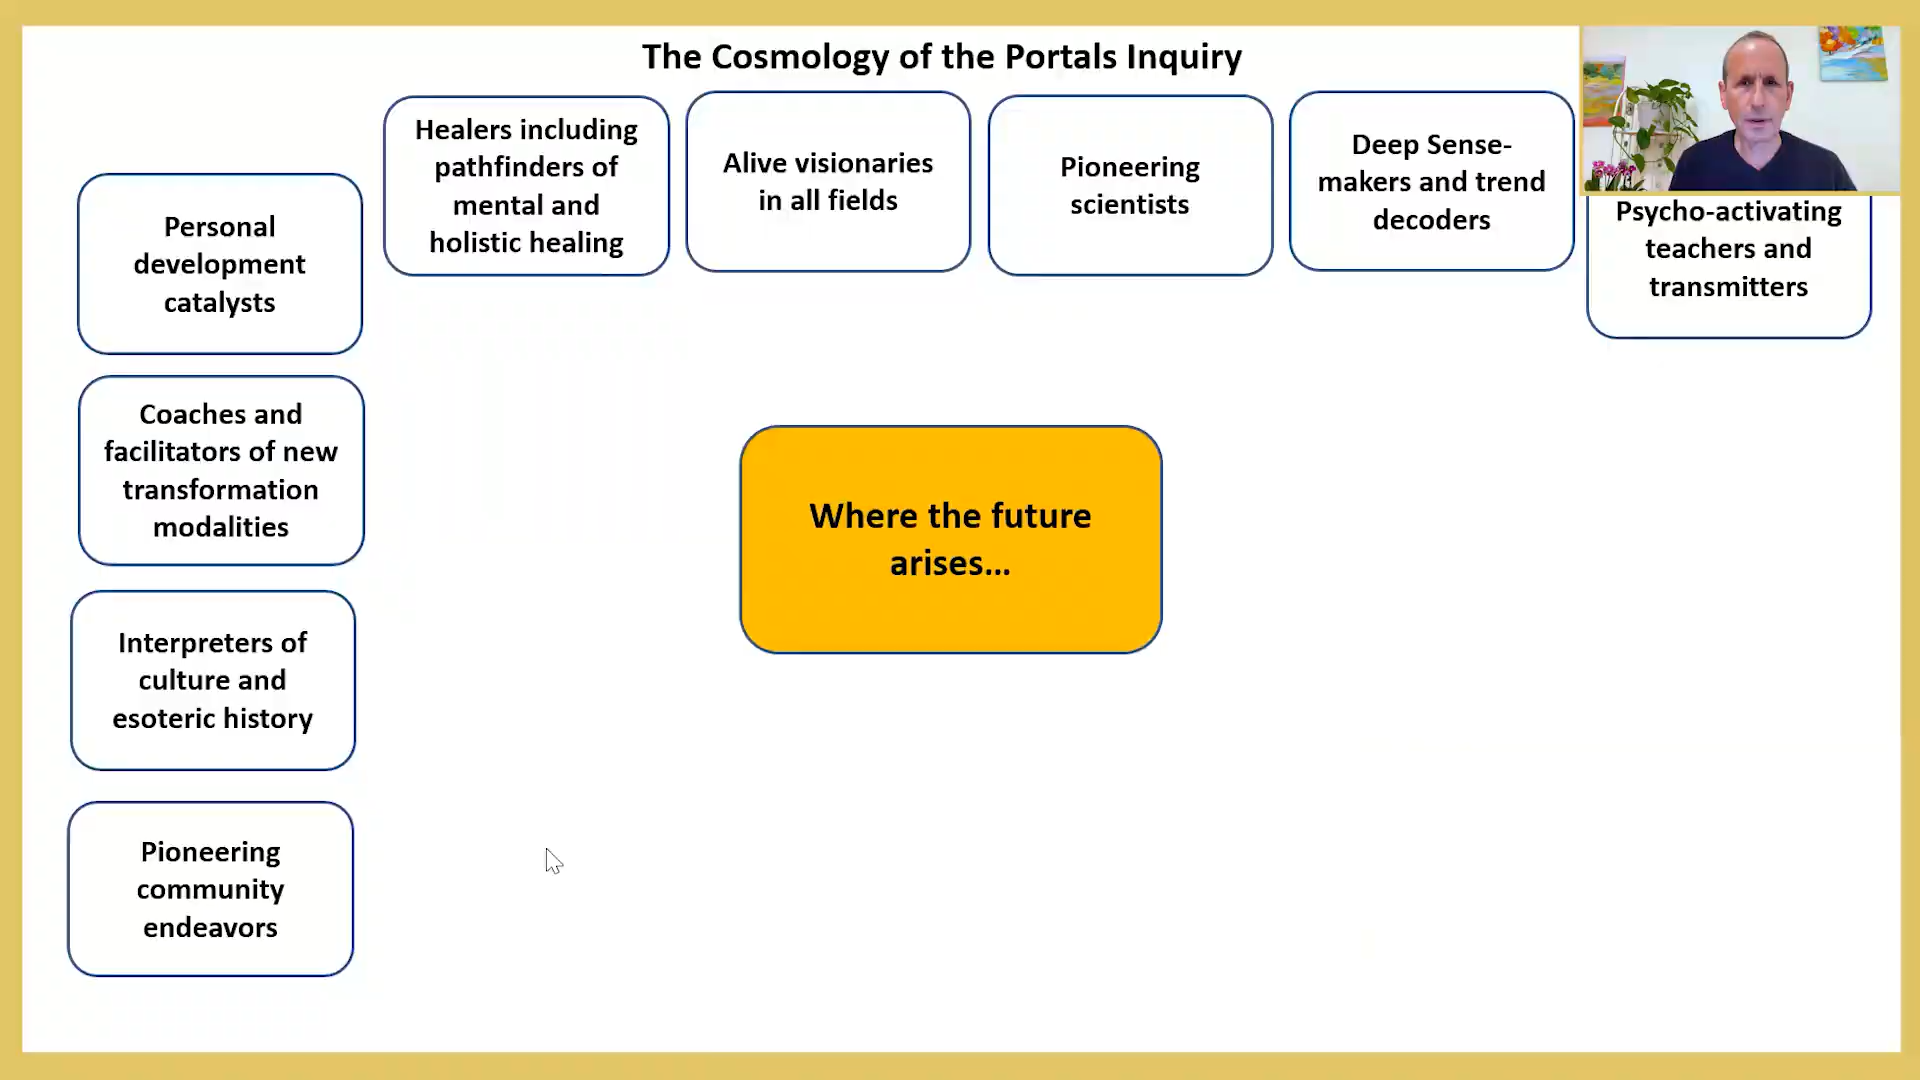 The Cosmology of the Portals Inquiry
Healers including
pathfinders of
mental and
holistic healing
Alive visionaries
in all fields
Pioneering
scientists
Deep Sense-
makers and trend
decoders
Psycho-activating
teachers and
transmitters
Personal
development
catalysts
Coaches and
facilitators of new
transformation
modalities
Interpreters of
culture and
esoteric history
Pioneering
community
endeavors
Where the future
arises...